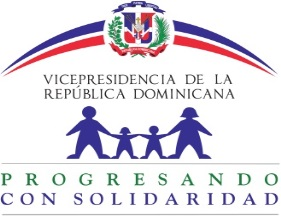 VICEPRESIDENCIA DE LA
REPÚBLICA DOMINICANA
PROGRESANDO
CON SOLIDARIDAD